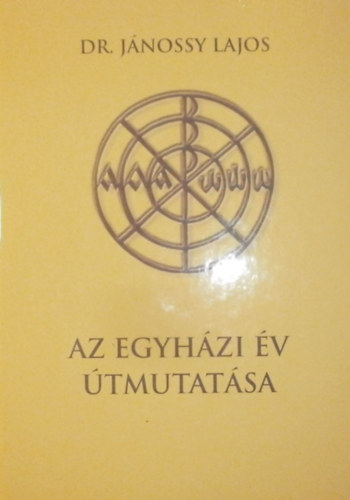 DR. JÁNOSSY LAJOS
AZ EGYHÁZI ÉV
ÚTMUTATÁSA